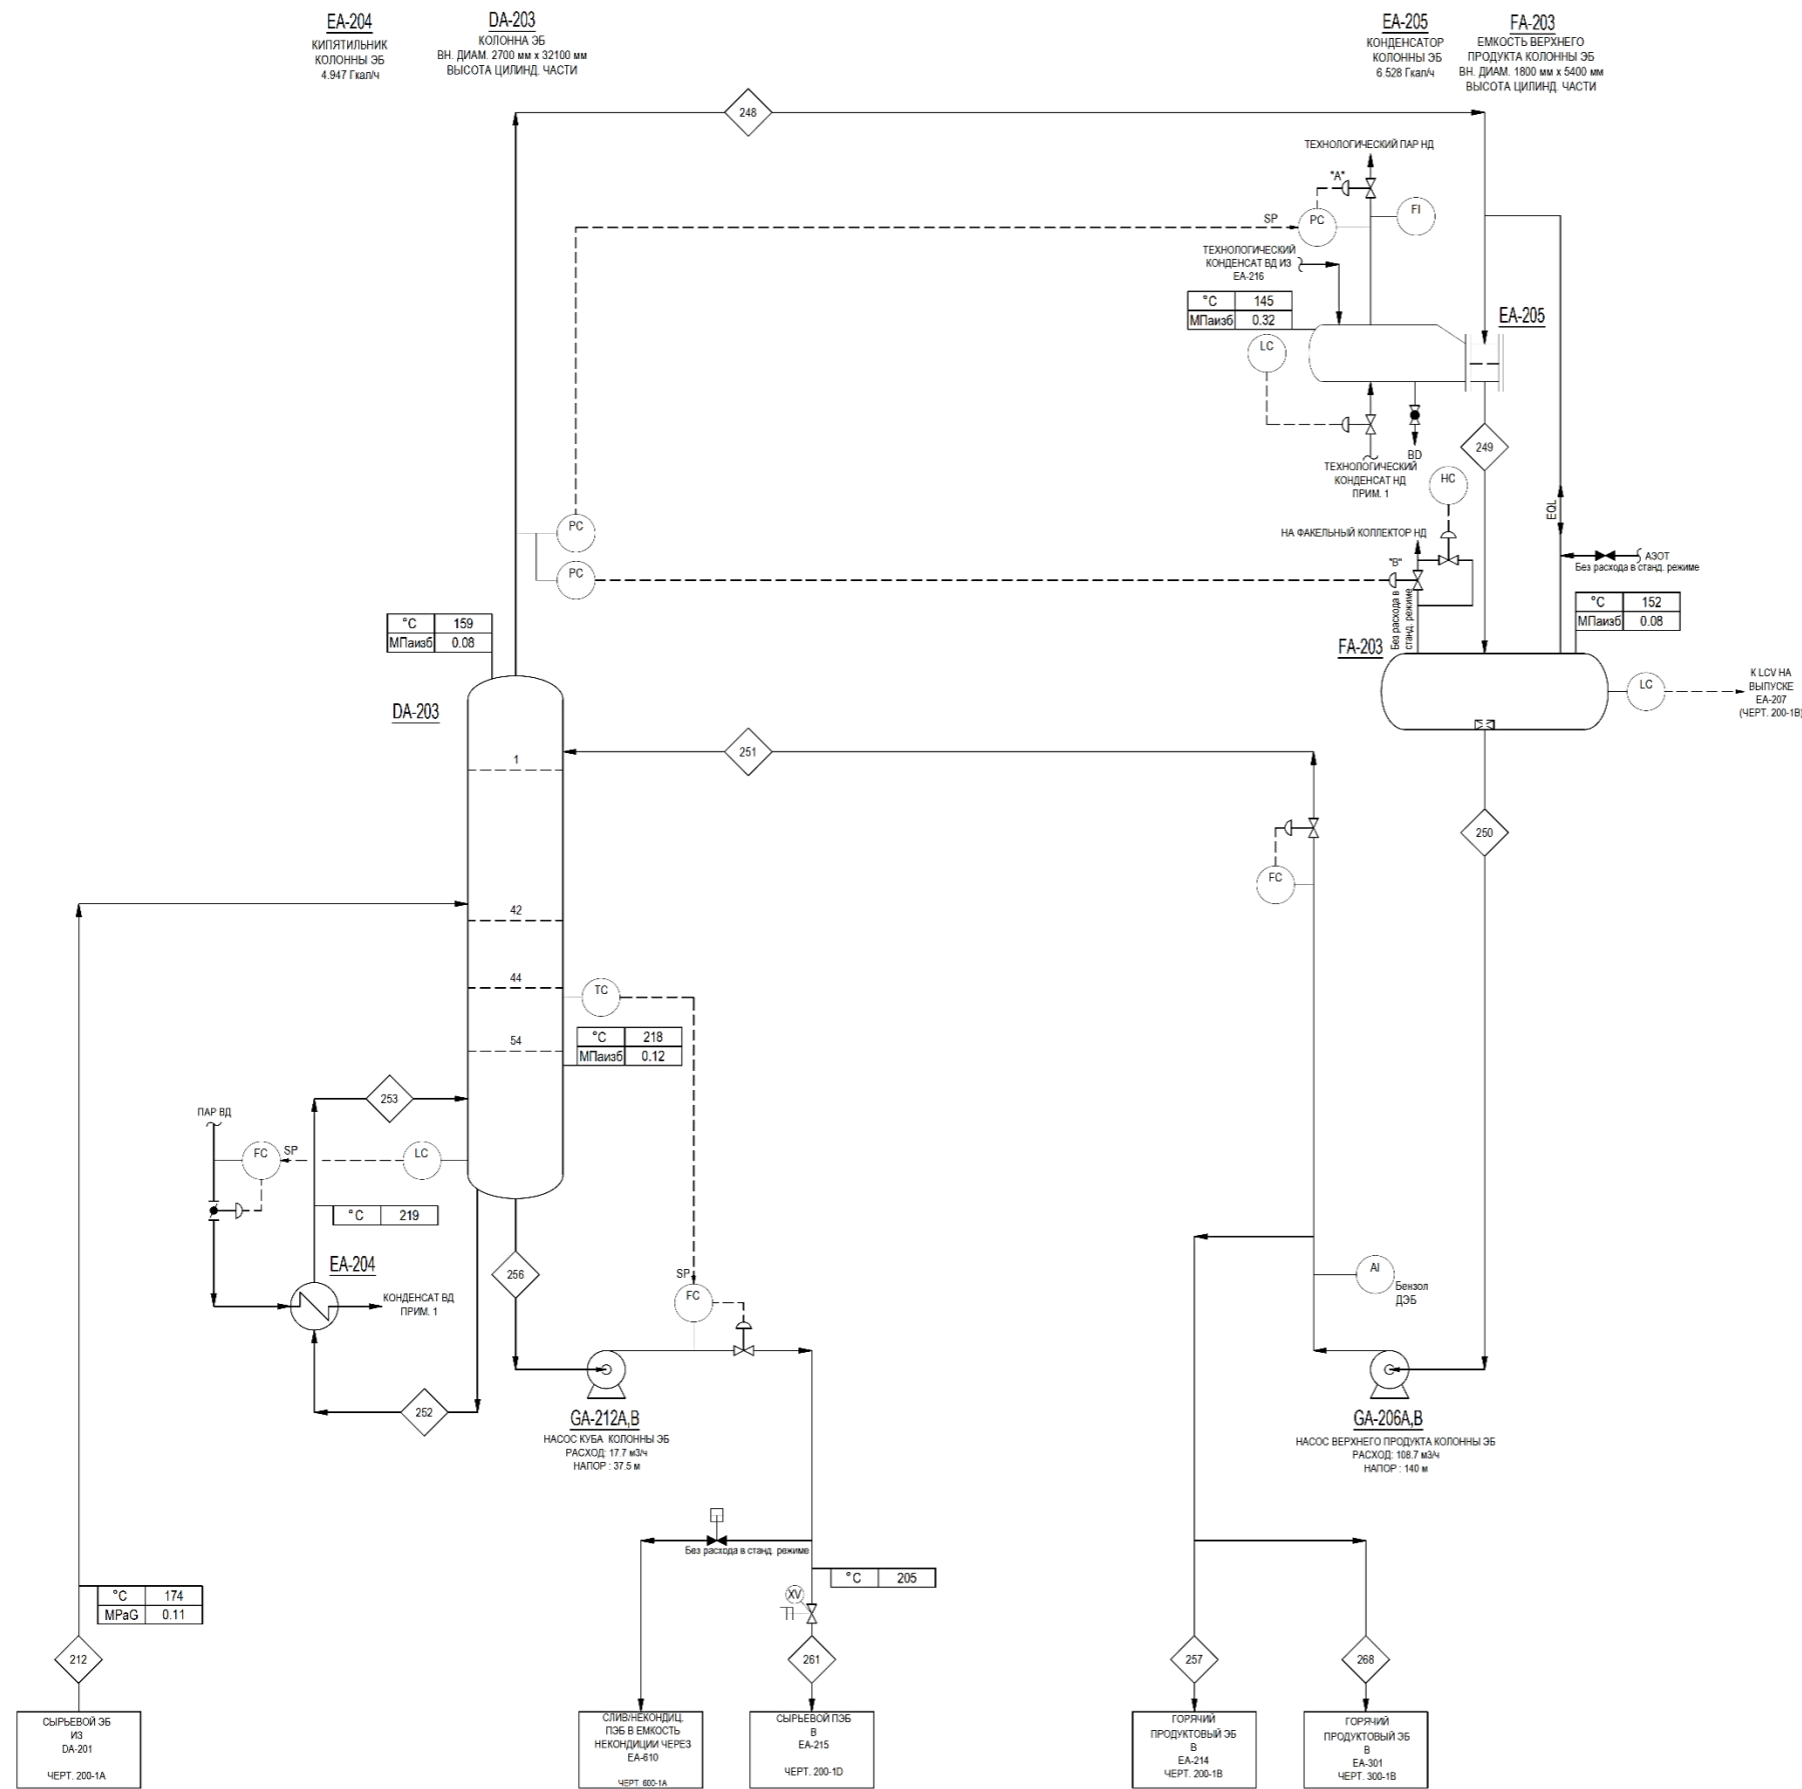 EA-204
КИПЯТИЛЬНИК
КОЛОННЫ ЭБ
4.947 Гкал/ч
DA-203
КОЛОННА ЭБ
ВН. ДИАМ. 2700 мм x 32100 мм
ВЫСОТА ЦИЛИНД. ЧАСТИ
EA-205
КОНДЕНСАТОР
КОЛОННЫ ЭБ
6.528 Гкал/ч
FA-203
ЕМКОСТЬ ВЕРХНЕГО
ПРОДУКТА КОЛОННЫ ЭБ
ВН. ДИАМ. 1800 мм x 5400 мм
ВЫСОТА ЦИЛИНД. ЧАСТИ
248
ТЕХНОЛОГИЧЕСКИЙ ПАР НД
"A"
SP
PC
FI
ТЕХНОЛОГИЧЕСКИЙ
КОНДЕНСАТ ВД ИЗ
EA-216
°C 145
МПаизб 0.32
EA-205
LC
249
BD
ТЕХНОЛОГИЧЕСКИЙ
КОНДЕНСАТ НД
ПРИМ. 1
HC
EQL
PC
НА ФАКЕЛЬНЫЙ КОЛЛЕКТОР НД
"B"
АЗОТ
Без расхода в станд. режиме
PC
Без расхода в
станд. режиме
°C 152
МПаизб 0.08
°C 159
МПаизб 0.08
FA-203
LC
К LCV НА
ВЫПУСКЕ
EA-207
(ЧЕРТ. 200-1B)
DA-203
1
251
250
FC
42
44
TC
°C 218
МПаизб 0.12
54
253
ПАР ВД
FC
SP
LC
°C 219
EA-204
КОНДЕНСАТ ВД
ПРИМ. 1
256
SP
FC
AI
Бензол
ДЭБ
252
GA-212A,B
НАСОС КУБА КОЛОННЫ ЭБ
РАСХОД: 17.7 м3/ч
НАПОР : 37.5 м
GA-206A,B
НАСОС ВЕРХНЕГО ПРОДУКТА КОЛОННЫ ЭБ
РАСХОД: 108.7 м3/ч
НАПОР : 140 м
Без расхода в станд. режиме
°C 205
XV
°C 174
MPaG 0.11
212
261
257
268
СЫРЬЕВОЙ ЭБ
ИЗ
DA-201
ЧЕРТ. 200-1A
СЛИВ/НЕКОНДИЦ.
ПЭБ В ЕМКОСТЬ
НЕКОНДИЦИИ ЧЕРЕЗ
EA-610
ЧЕРТ. 600-1A
СЫРЬЕВОЙ ПЭБ
В
EA-215
ЧЕРТ. 200-1D
ГОРЯЧИЙ
ПРОДУКТОВЫЙ ЭБ
В
EA-214
ЧЕРТ. 200-1B
ГОРЯЧИЙ
ПРОДУКТОВЫЙ ЭБ
В
EA-301
ЧЕРТ. 300-1B